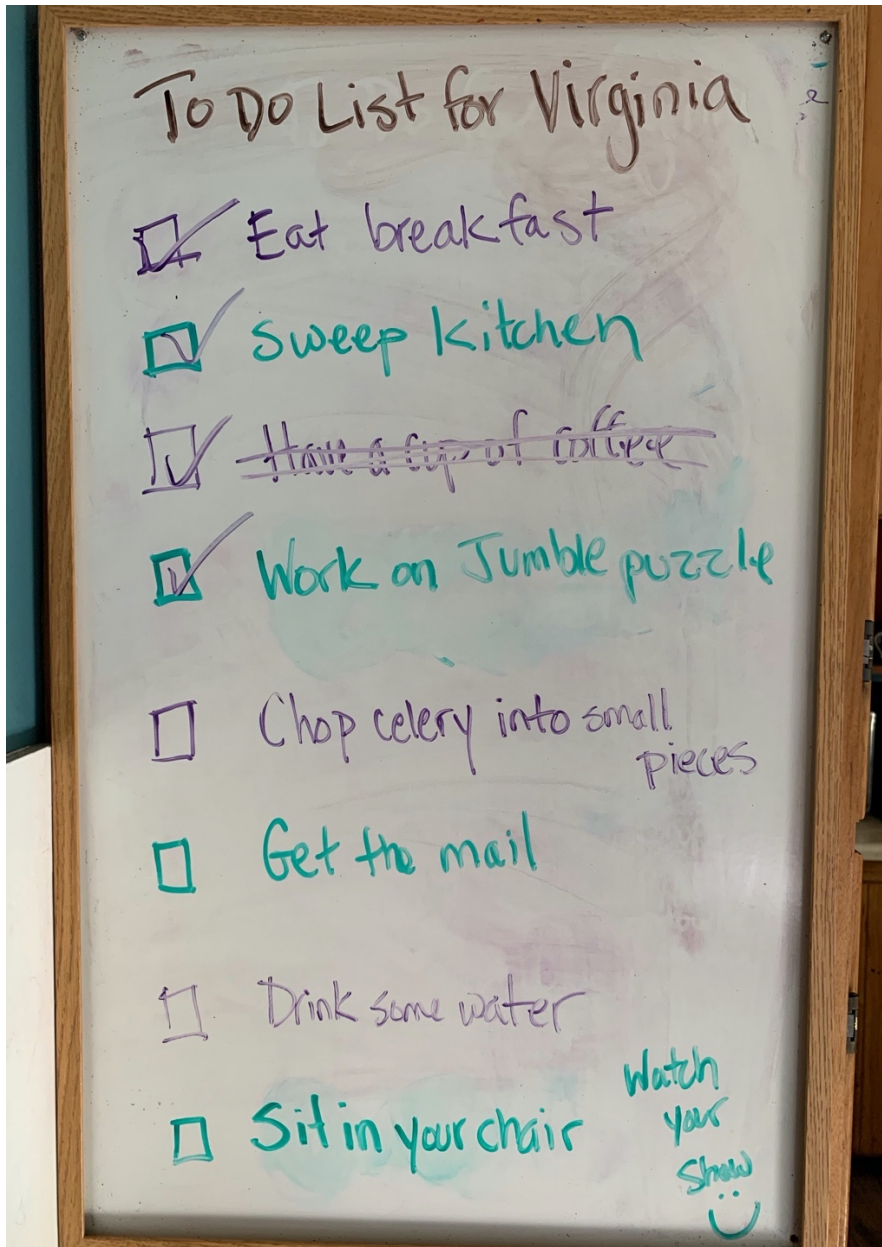 To Do List for Virginia
Eat breakfast
Sweep kitchen
Have a cup of coffee
Work on Jumble puzzle
Chop celery into small
pieces
Get the mail
Drink some water
Sit in your chair
Watch
your
Show